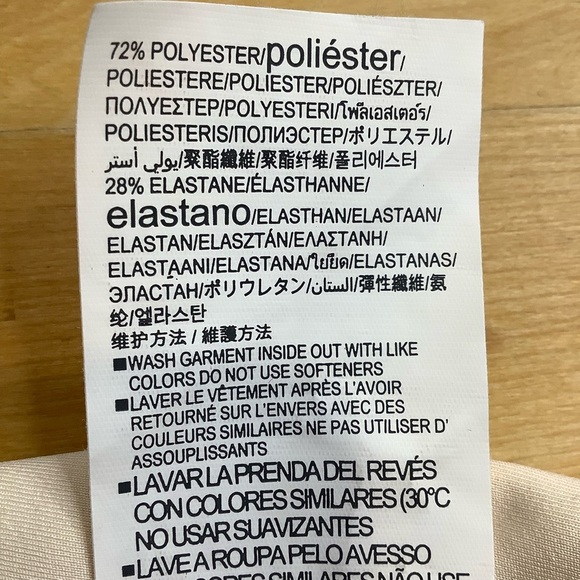 72% POLYESTER/poliéster/
POLIESTERE/POLIESTER/POLIÉSZTER/
ΠΟΛΥΕΣΤΕΡ/POLYESTERI/โพลีเอสเตอร์/
POLIESTERIS/ПОЛИЭСТЕР/ポリエステル/
يولي أستر/聚酯纖維/聚酯纤维/폴리에스터
28% ELASTANE/ÉLASTHANNE/
elastano/ELASTHAN/ELASTAAN/
ELASTAN/ELASZTÁN/ΕΛΑΣΤΑΝΗ/
ELASTAANI/ELASTANA/ใยยืด/ELASTANAS/
ЭЛАСТАН/ポリウレタン/الستان/彈性纖維/氨
纶/엘라스탄
维护方法 / 維護方法
■WASH GARMENT INSIDE OUT WITH LIKE
COLORS DO NOT USE SOFTENERS
■LAVER LE VÊTEMENT APRÈS L'AVOIR
RETOURNÉ SUR L'ENVERS AVEC DES
COULEURS SIMILAIRES NE PAS UTILISER D'
ASSOUPLISSANTS
■LAVAR LA PRENDA DEL REVÉS
CON COLORES SIMILARES (30°C
NO USAR SUAVIZANTES
■LAVE A ROUPA PELO AVESSO
CORES SIMILARES NÃO USE